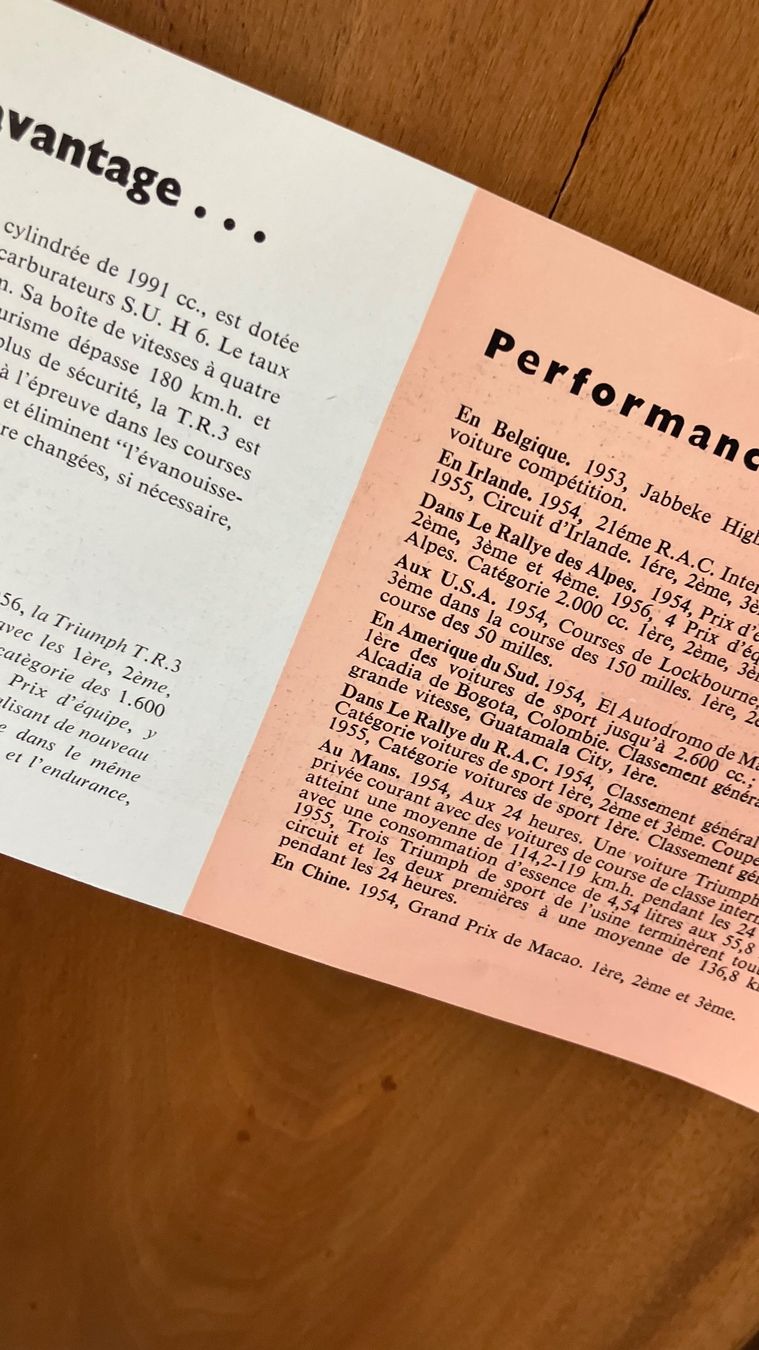 avantage . . .
cylindrée de 1991 cc., est dotée
carburateurs S.U. H 6. Le taux
Sa boîte de vitesses à quatre
dépasse 180 km.h. et
plus de sécurité, la T.R.3 est
à l'épreuve dans les courses
et éliminent “l'évanouisse-
changées, si nécessaire,
la Triumph T.R.3
avec les 1ère, 2ème,
catègorie des 1.600
Prix d'équipe, y
de nouveau
dans le même
et l'endurance,
Performanc
En Belgique. 1953, Jabbeke High
voiture compétition.
En Irlande. 1954, 21éme R.A.C. Inter
1955, Circuit d'Irlande. 1ére, 2ème, 3è
Dans Le Rallye des Alpes. 1954, Prix d'é
2ème, 3ème et 4ème. 1956, 4 Prix d'éq
Alpes. Catégorie 2.000 cc. 1ère, 2ème, 3è
Aux U.S.A. 1954, Courses de Lockbourne,
3ème dans la course des 150 milles. 1ère, 2è
course des 50 milles.
En Amerique du Sud. 1954, El Autodromo de Ma
1ère des voitures de sport jusqu'à 2.600 cc.;
Alcadia de Bogota, Colombie. Classement généra
grande vitesse, Guatamala City, 1ère.
Dans Le Rallye du R.A.C. 1954, Classement général
Catégorie voitures de sport 1ère, 2ème et 3ème. Coupe
1955, Catégorie voitures de sport 1ère. Classement gé
Au Mans. 1954, Aux 24 heures. Une voiture Triumph
privée courant avec des voitures de course de classe intern
atteint une moyenne de 114,2-119 km.h. pendant les 24
avec une consommation d'essence de 4,54 litres aux 55,8
1955, Trois Triumph de sport de l'usine terminèrent tou
circuit et les deux premières à une moyenne de 136,8 k
pendant les 24 heures.
En Chine. 1954, Grand Prix de Macao. 1ère, 2ème et 3ème.